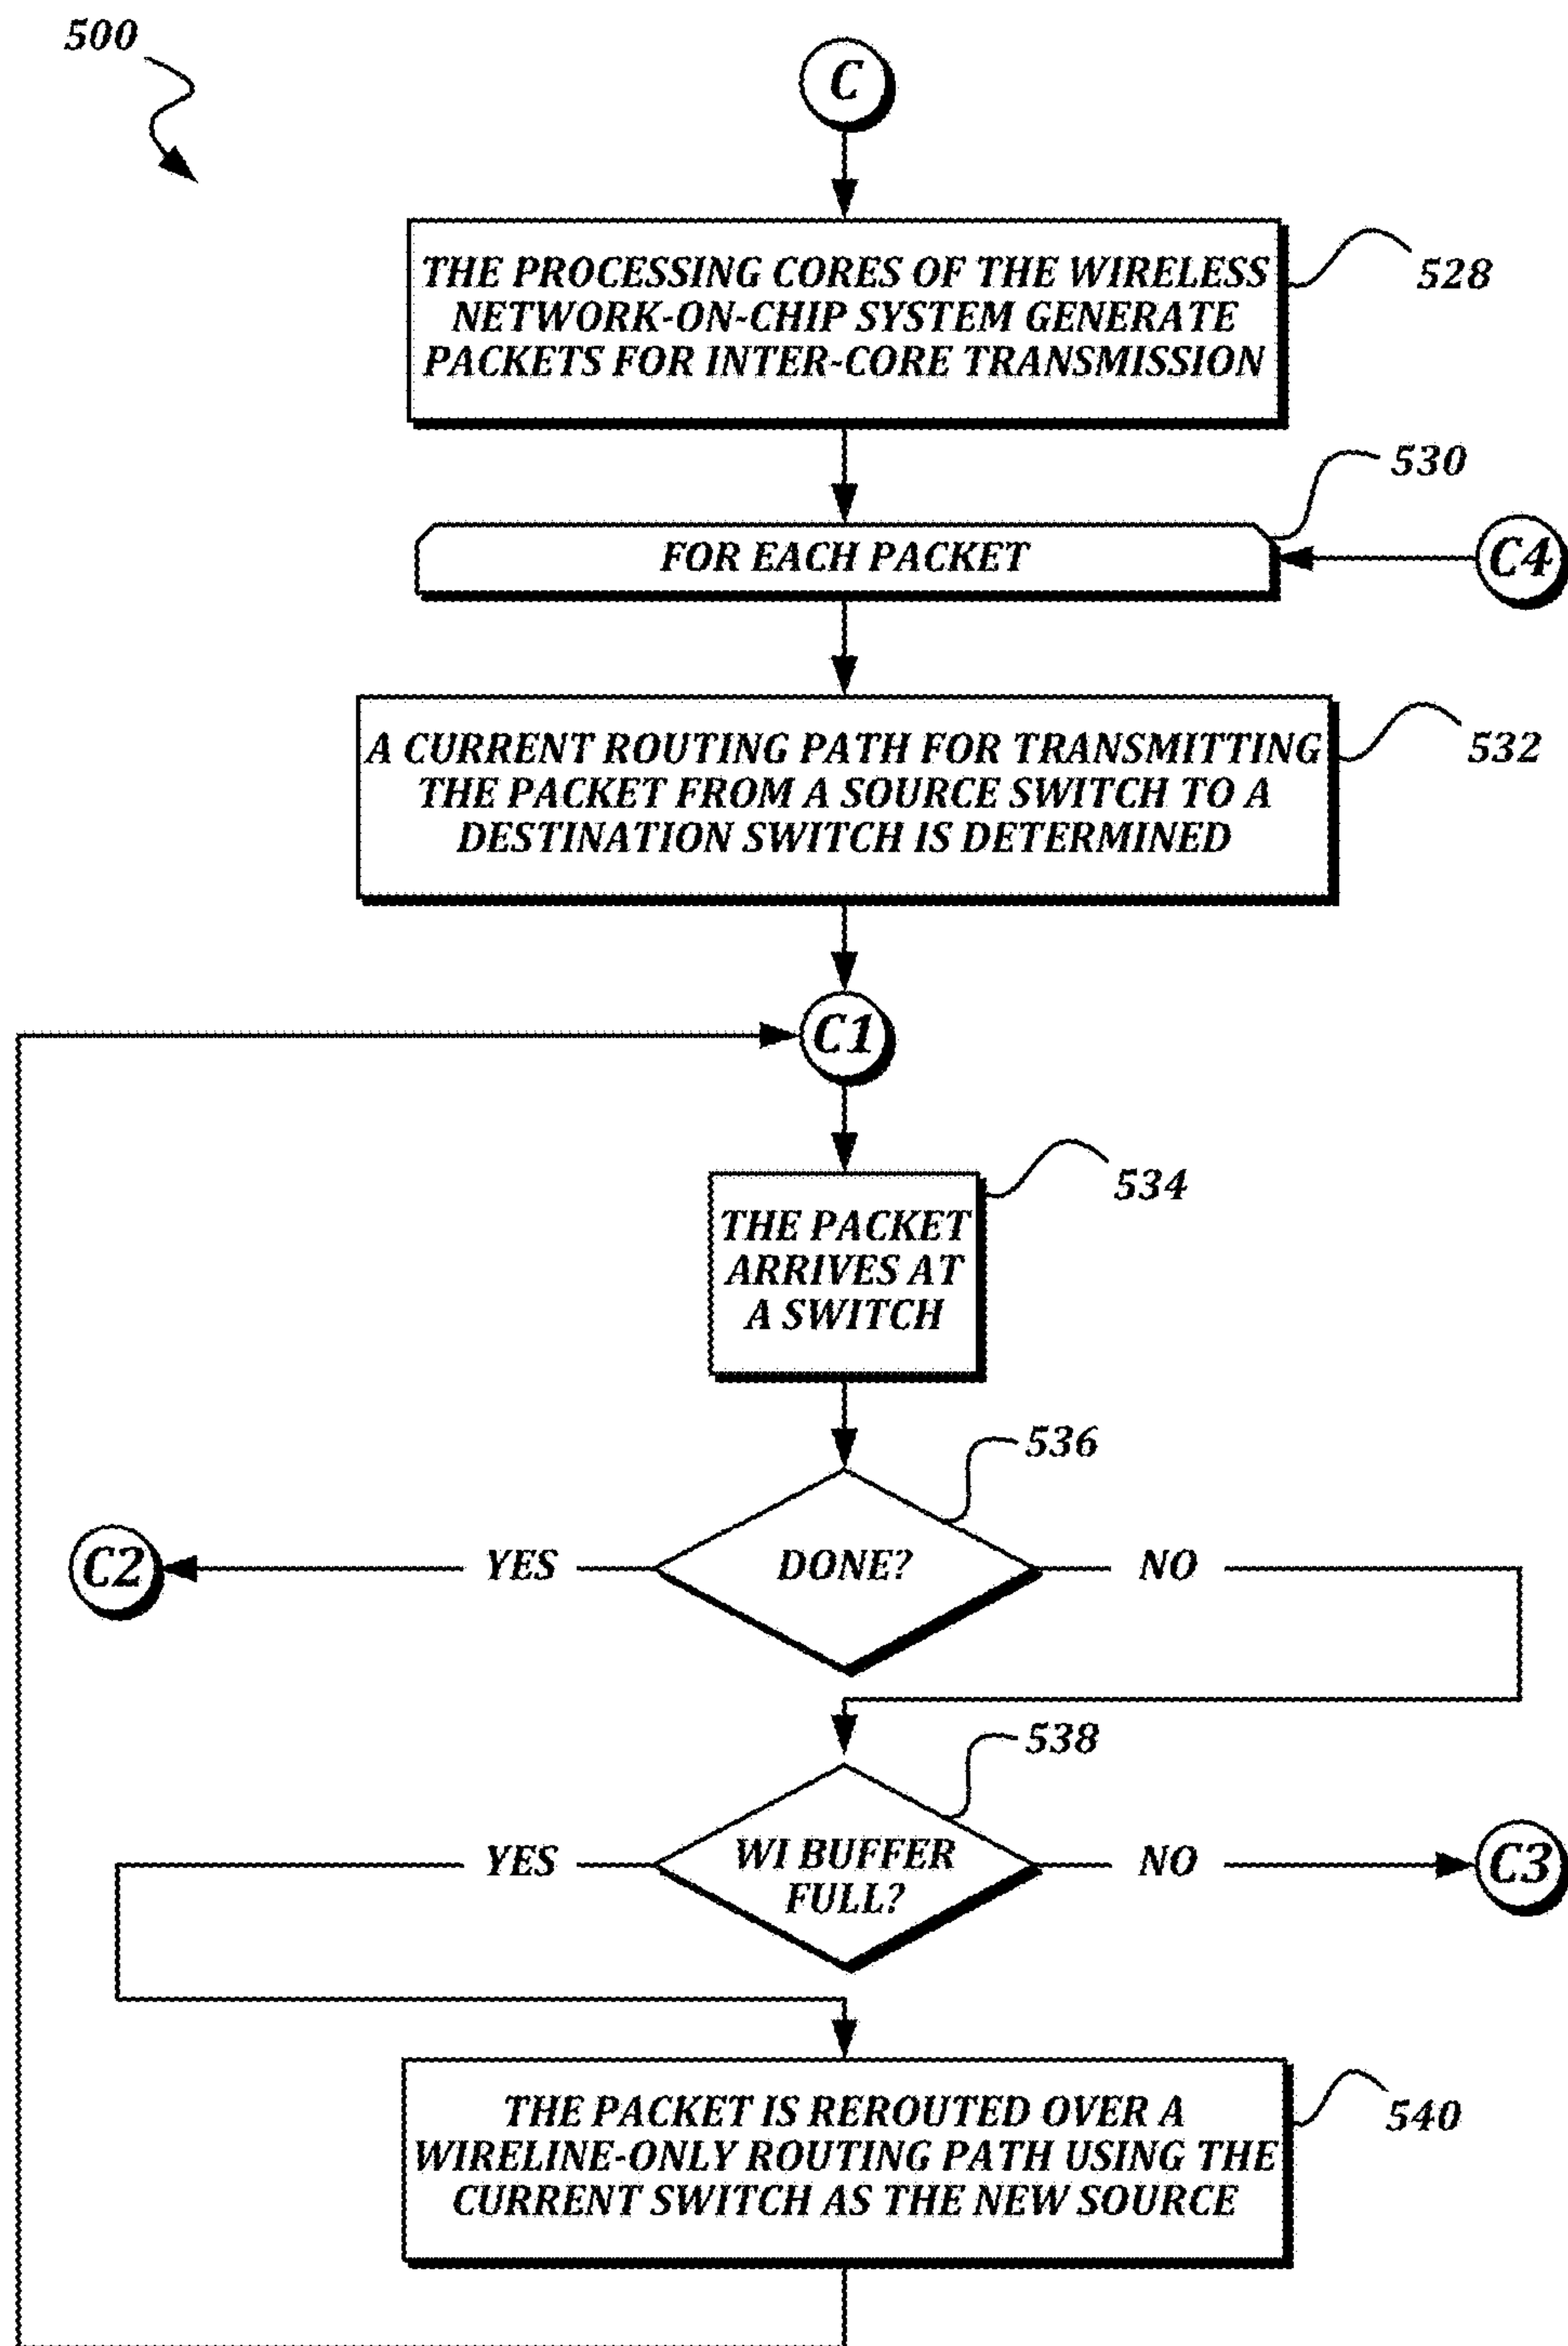 500
C
THE PROCESSING CORES OF THE WIRELESS
NETWORK-ON-CHIP SYSTEM GENERATE
PACKETS FOR INTER-CORE TRANSMISSION
528
530
FOR EACH PACKET
C4
A CURRENT ROUTING PATH FOR TRANSMITTING
THE PACKET FROM A SOURCE SWITCH TO A
DESTINATION SWITCH IS DETERMINED
532
C1
THE PACKET
ARRIVES AT
A SWITCH
534
536
C2
YES
DONE?
NO
538
YES
WI BUFFER
FULL?
NO
C3
THE PACKET IS REROUTED OVER A
WIRELINE-ONLY ROUTING PATH USING THE
CURRENT SWITCH AS THE NEW SOURCE
540